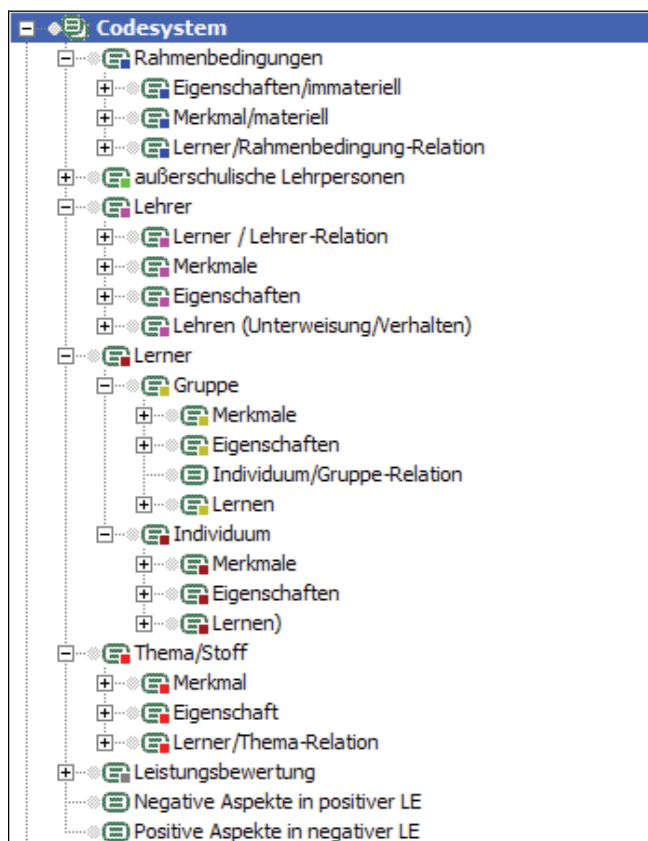 Codesystem
Rahmenbedingungen
Eigenschaften/immateriell
Merkmal/materiell
Lerner/Rahmenbedingung-Relation
außerschulische Lehrpersonen
Lehrer
Lerner / Lehrer-Relation
Merkmale
Eigenschaften
Lehren (Unterweisung/Verhalten)
Lerner
Gruppe
Merkmale
Eigenschaften
Individuum/Gruppe-Relation
Lernen
Individuum
Merkmale
Eigenschaften
Lernen)
Thema/Stoff
Merkmal
Eigenschaft
Lerner/Thema-Relation
Leistungsbewertung
Negative Aspekte in positiver LE
Positive Aspekte in negativer LE